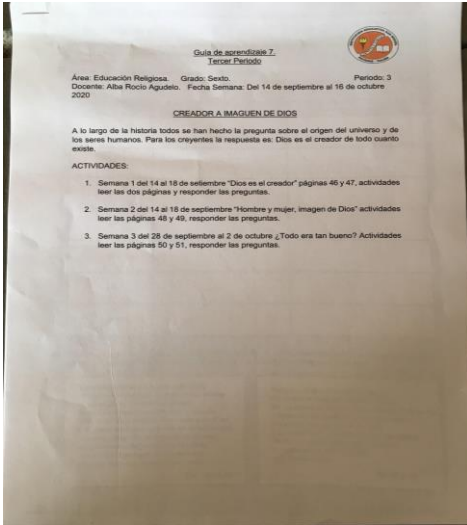 Guía de aprendizaje 7.
Tercer Periodo
Área: Educación Religiosa. Grado: Sexto. Periodo: 3
Docente: Alba Rocío Agudelo. Fecha Semana: Del 14 de septiembre al 16 de octubre
2020
CREADOR A IMAGUEN DE DIOS
A lo largo de la historia todos se han hecho la pregunta sobre el origen del universo y de
los seres humanos. Para los creyentes la respuesta es: Dios es el creador de todo cuanto
existe.
ACTIVIDADES:
1. Semana 1 del 14 al 18 de setiembre "Dios es el creador" páginas 46 y 47, actividades
leer las dos páginas y responder las preguntas.
2. Semana 2 del 14 al 18 de septiembre "Hombre y mujer, imagen de Dios" actividades
leer las páginas 48 y 49, responder las preguntas.
3. Semana 3 del 28 de septiembre al 2 de octubre ¿Todo era tan bueno? Actividades
leer las páginas 50 y 51, responder las preguntas.